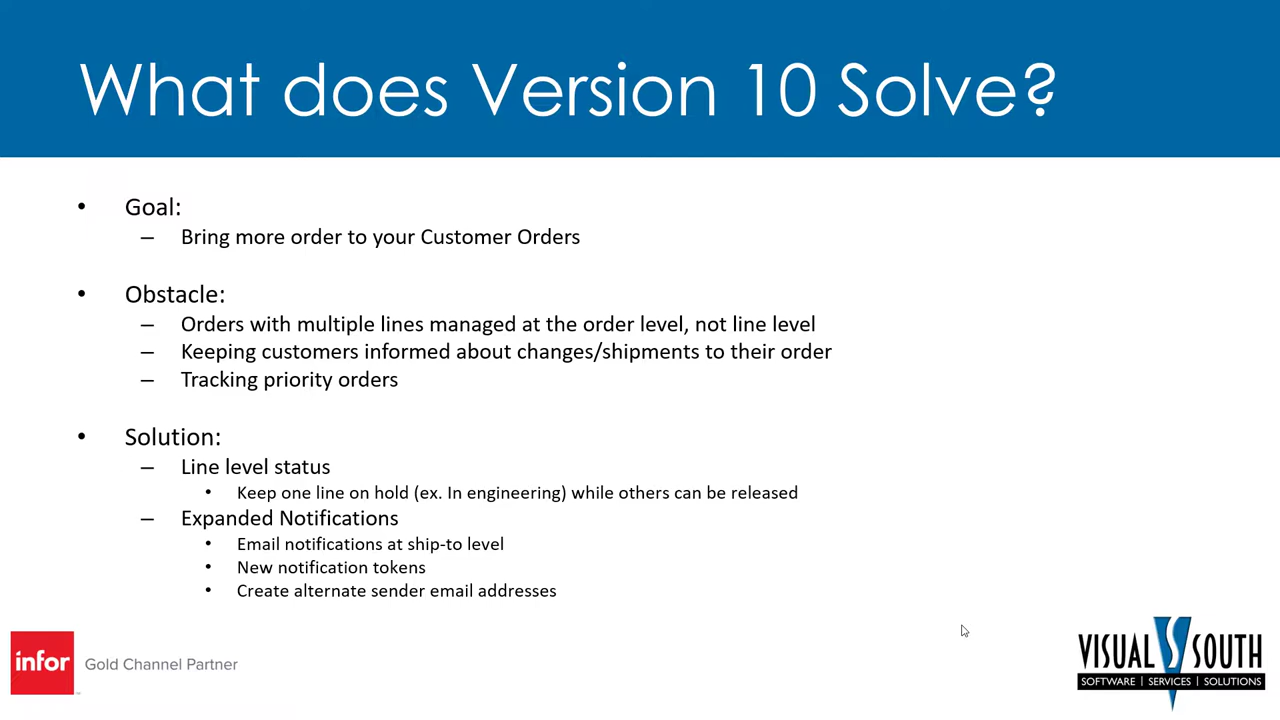 What does Version 10 Solve?
• Goal:
– Bring more order to your Customer Orders
• Obstacle:
– Orders with multiple lines managed at the order level, not line level
– Keeping customers informed about changes/shipments to their order
– Tracking priority orders
• Solution:
– Line level status
• Keep one line on hold (ex. In engineering) while others can be released
– Expanded Notifications
• Email notifications at ship-to level
• New notification tokens
• Create alternate sender email addresses
infor
Gold Channel Partner
VISUAL SOUTH
SOFTWARE | SERVICES | SOLUTIONS